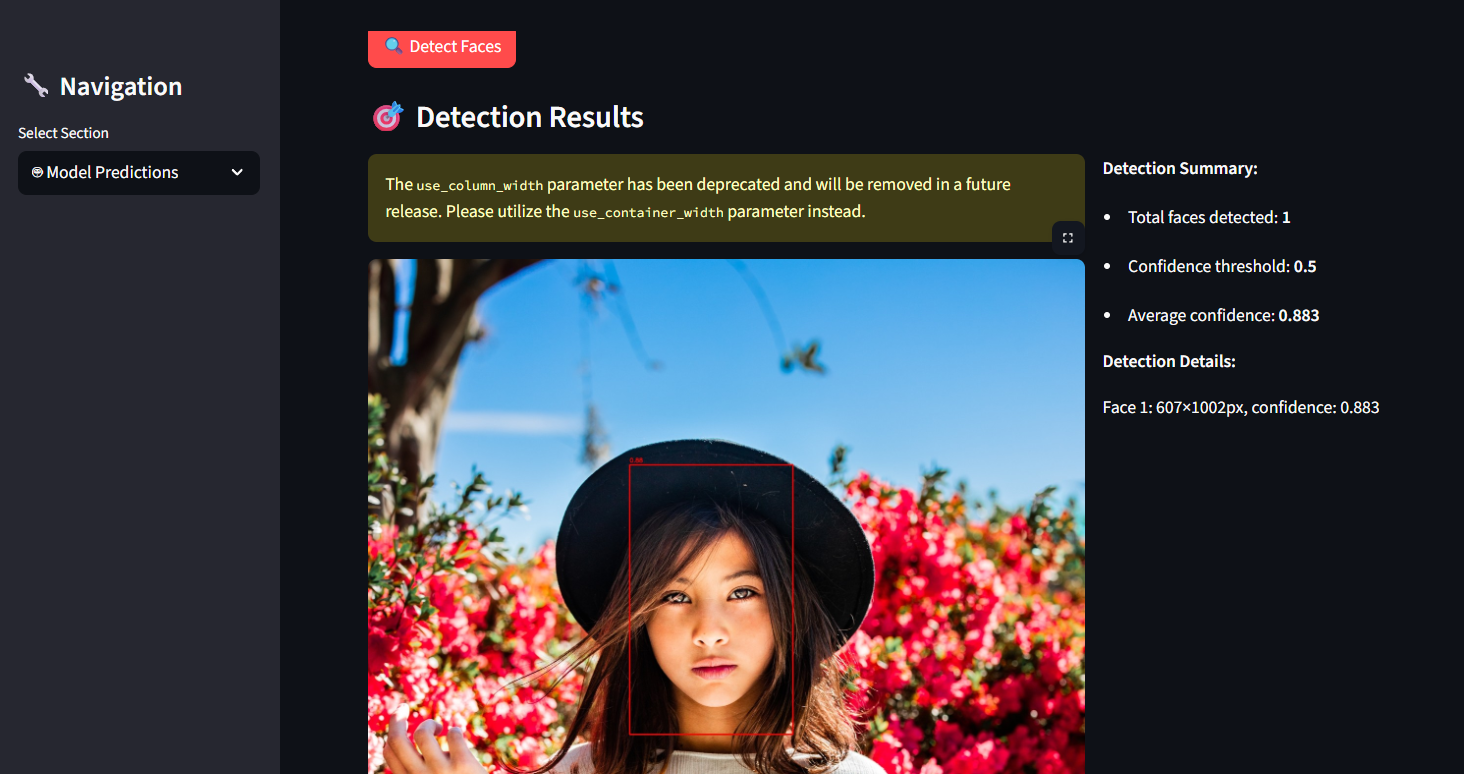 Navigation
Select Section
Model Predictions
Detect Faces
Detection Results
The use_column_width parameter has been deprecated and will be removed in a future
release. Please utilize the use_container_width parameter instead.
0.88
Detection Summary:
• Total faces detected: 1
• Confidence threshold: 0.5
• Average confidence: 0.883
Detection Details:
Face 1: 607×1002px, confidence: 0.883